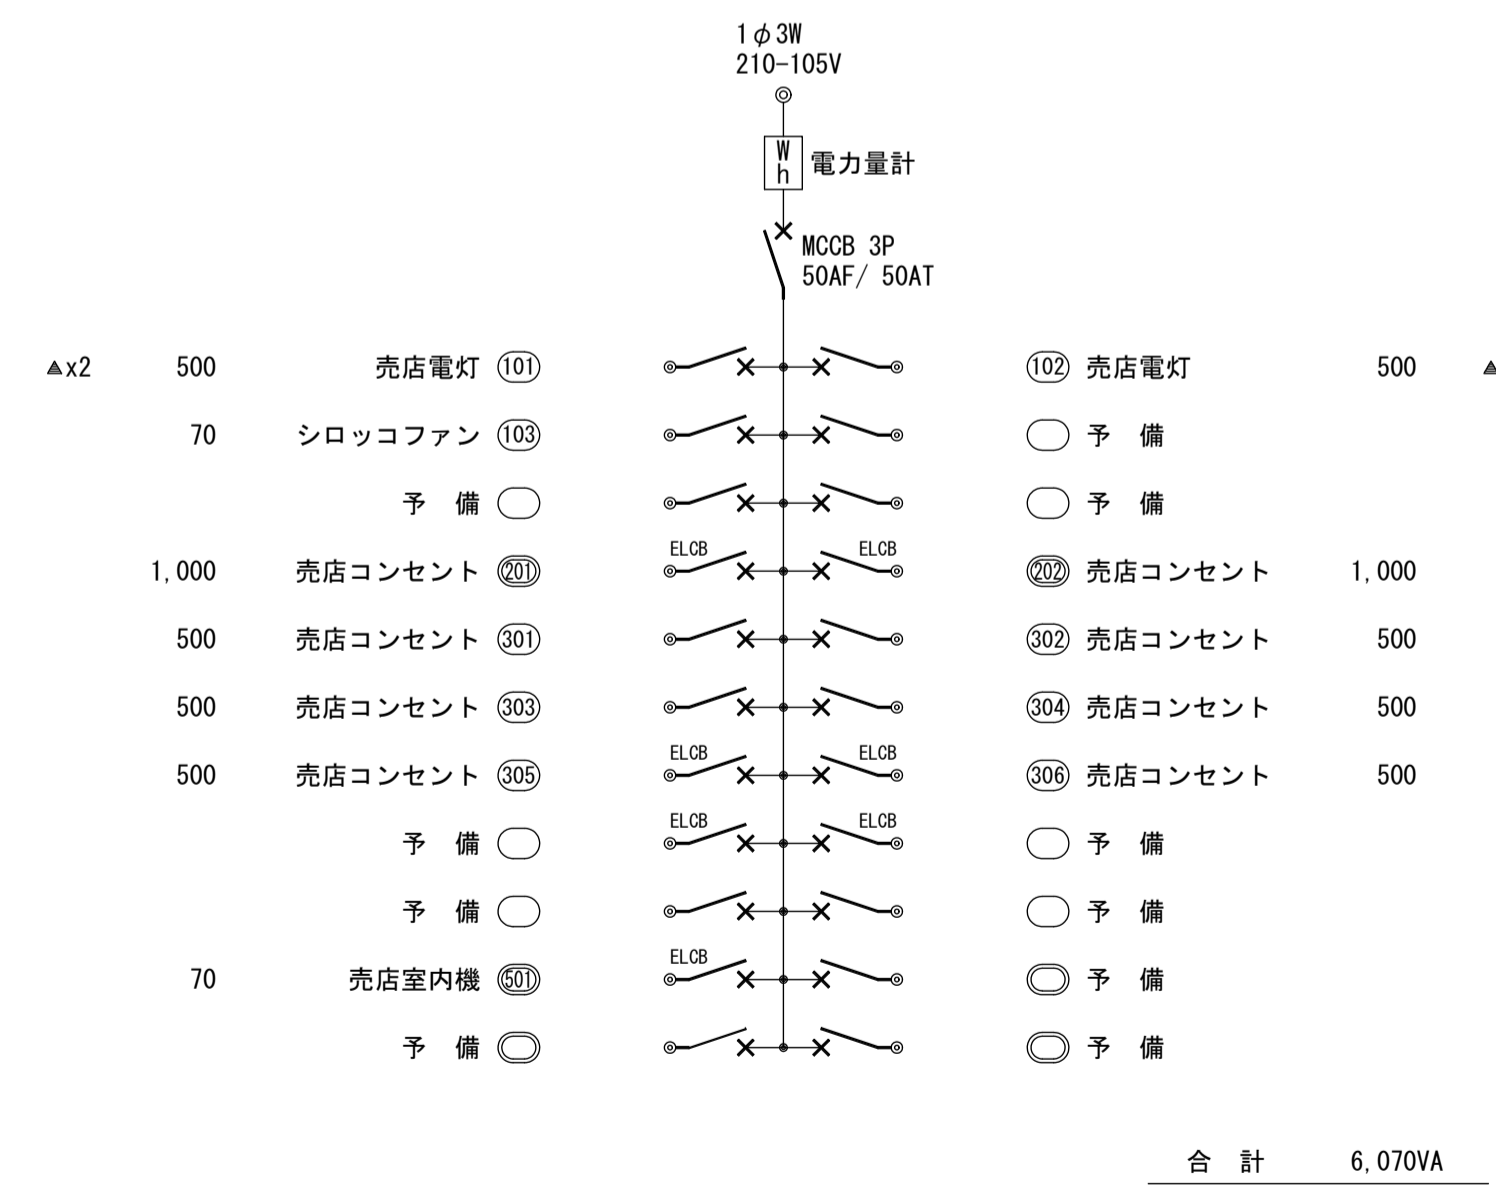 1φ3W
210-105V
Wh 電力量計
MCCB 3P
50AF/ 50AT
x2 500 売店電灯 101 102 売店電灯 500
70 シロッコファン 103 予 備
予 備 予 備
1,000 売店コンセント 201 ELCB ELCB 202 売店コンセント 1,000
500 売店コンセント 301 302 売店コンセント 500
500 売店コンセント 303 304 売店コンセント 500
500 売店コンセント 305 ELCB ELCB 306 売店コンセント 500
予 備 ELCB ELCB 予 備
予 備 予 備
70 売店室内機 501 ELCB 予 備
予 備 予 備
合 計 6,070VA